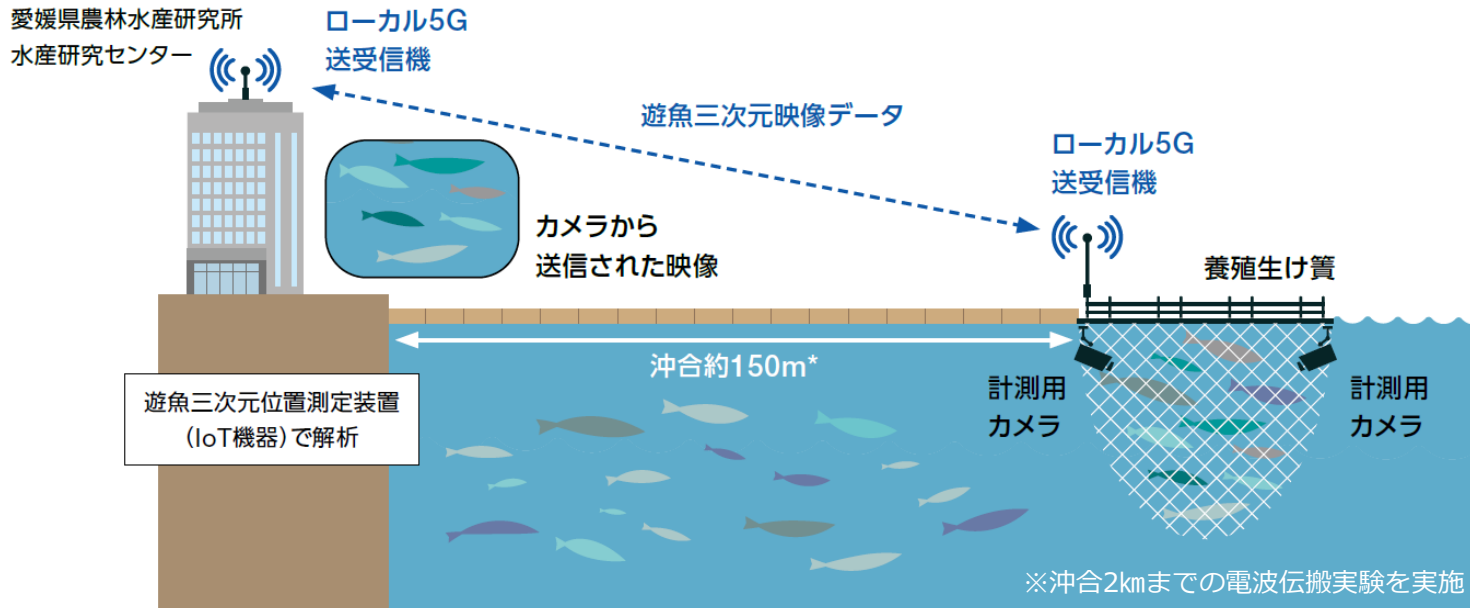 愛媛県農林水産研究所
水産研究センター
ローカル5G
送受信機
遊魚三次元映像データ
ローカル5G
送受信機
カメラから
送信された映像
養殖生け簀
沖合約150m*
遊魚三次元位置測定装置
（IoT機器）で解析
計測用
カメラ
計測用
カメラ
※沖合2㎞までの電波伝搬実験を実施